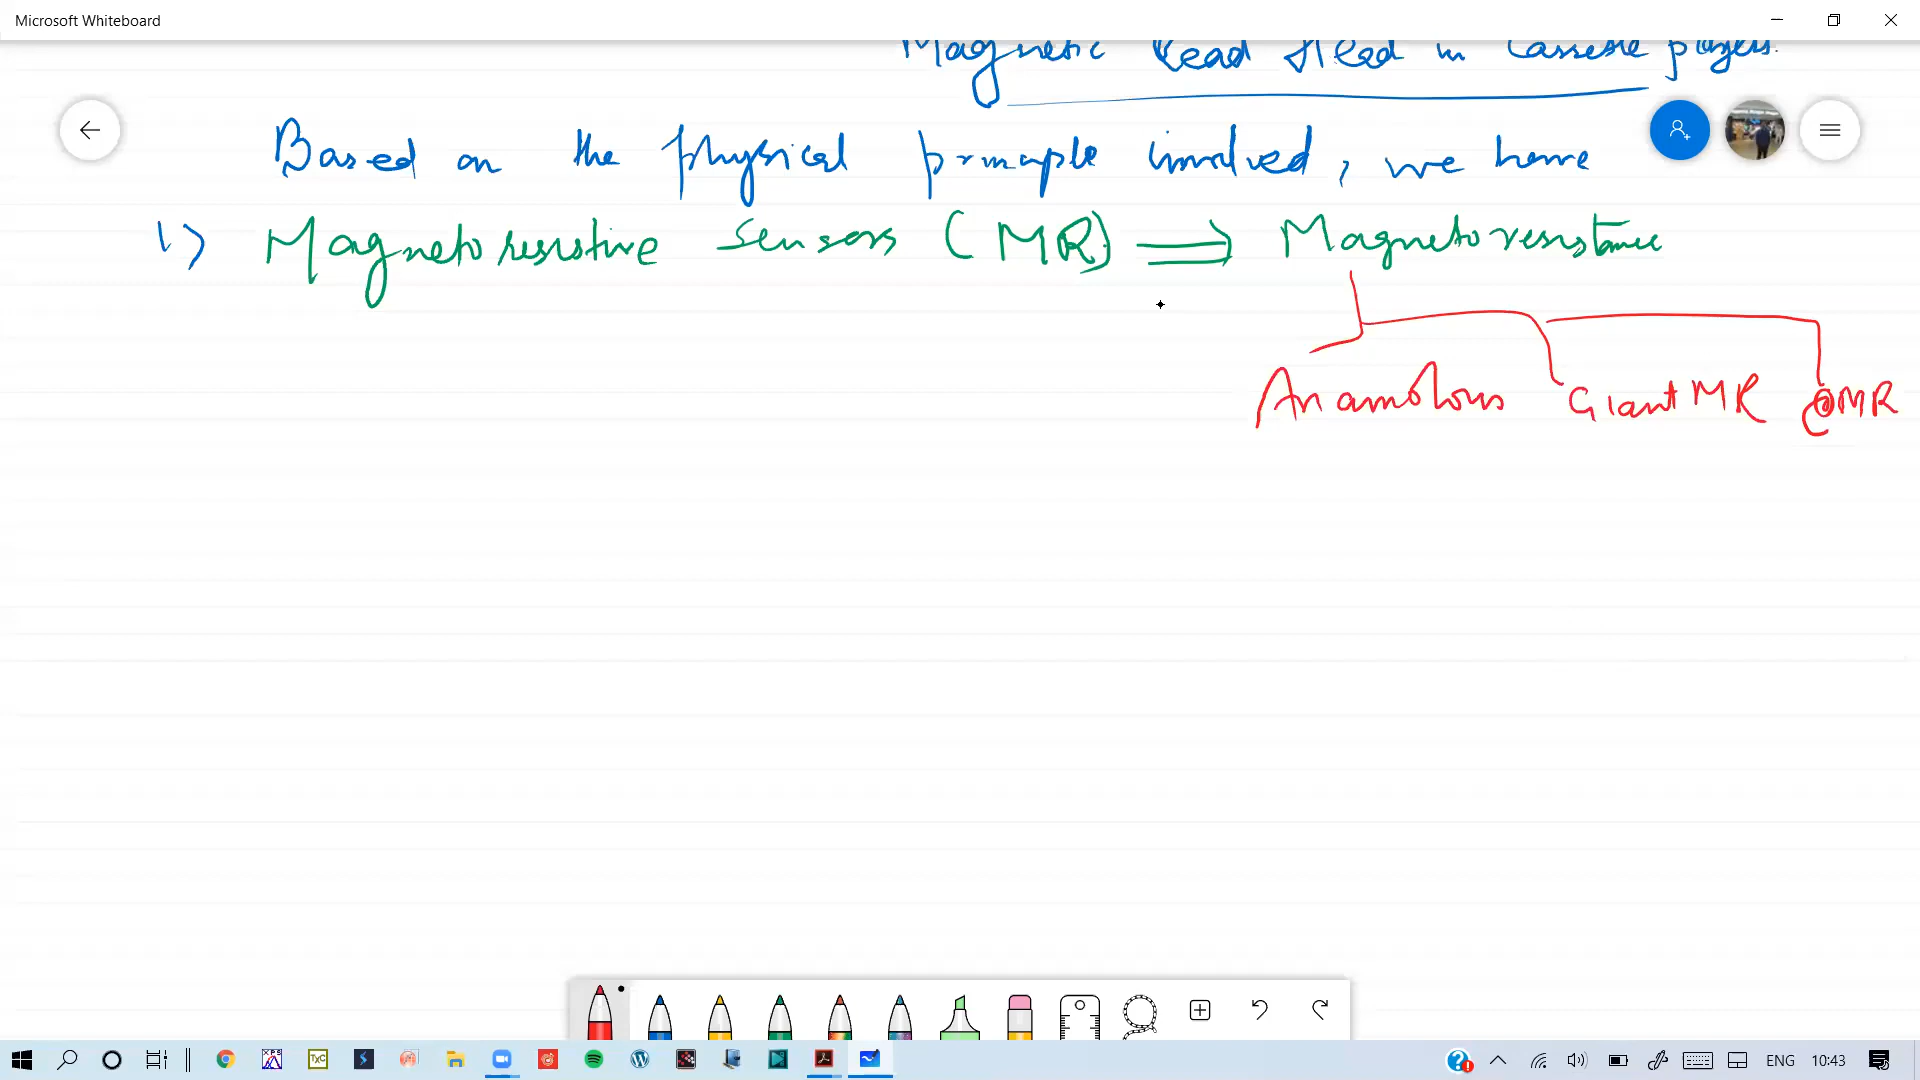 Microsoft Whiteboard
Magnetic Read Head in Cassette players.
Based on the physical principle involved, we have
1) Magnetoresistive Sensors (MR) ⟹ Magnetoresistance
Anamolous Giant MR CMR
ENG 10:43